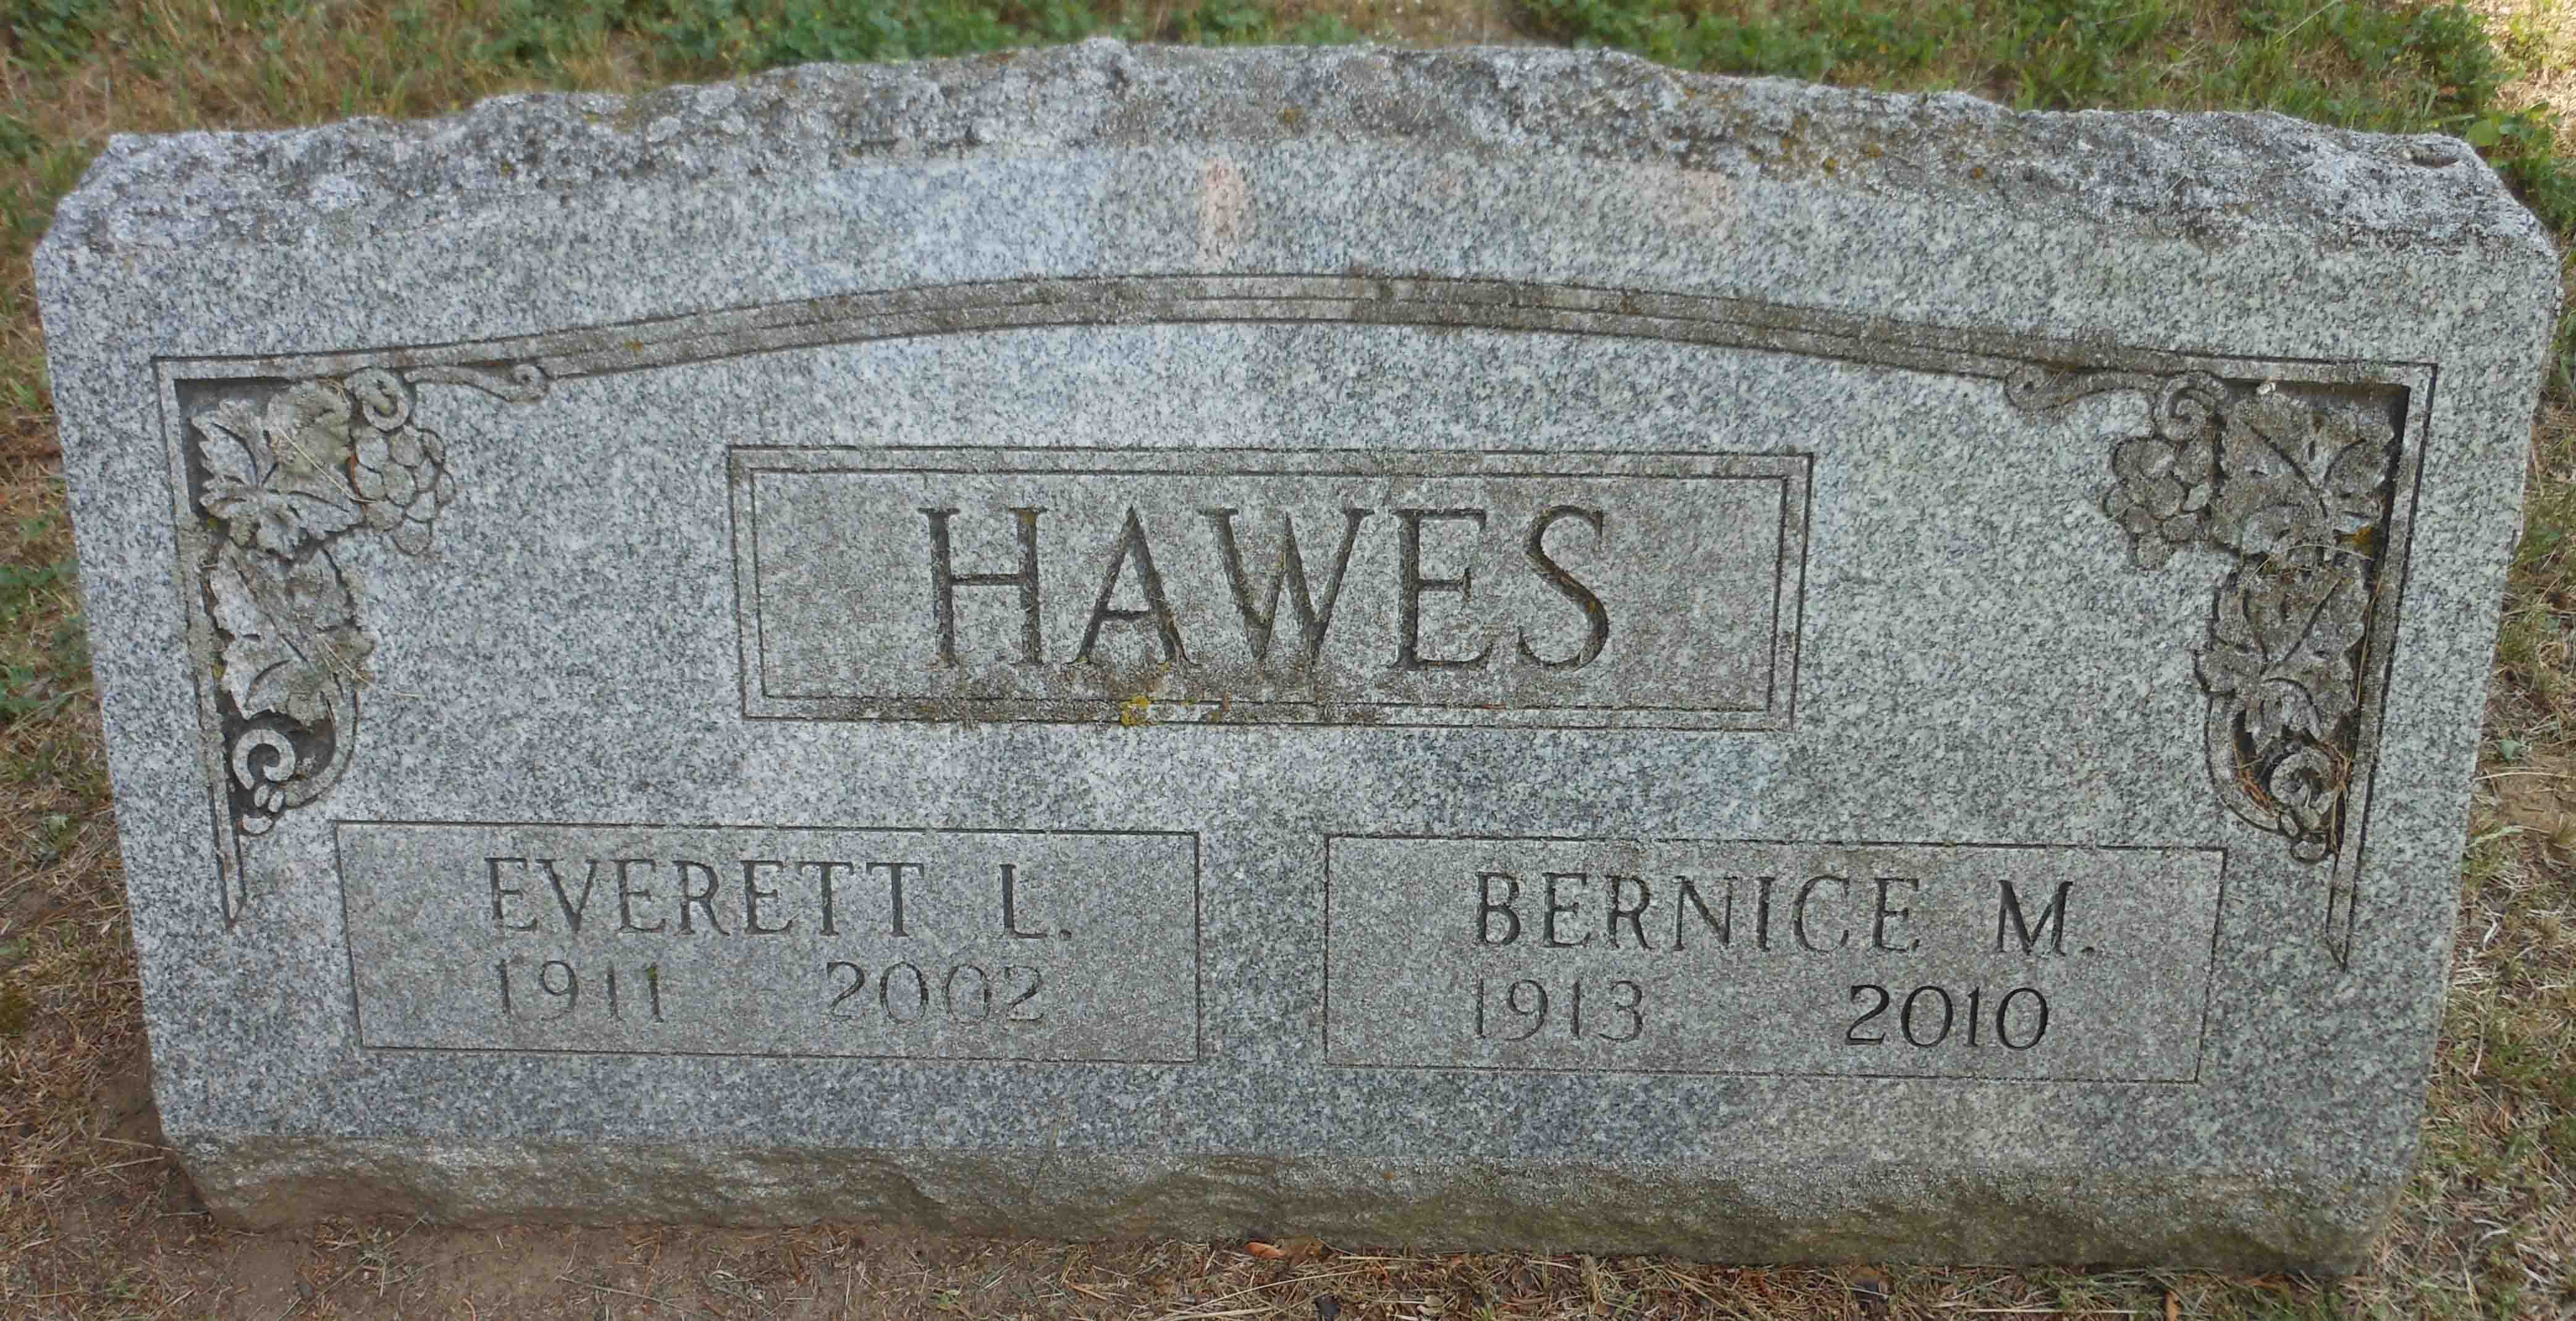 HAWES
EVERETT L.
1911 2002
BERNICE M.
1913 2010